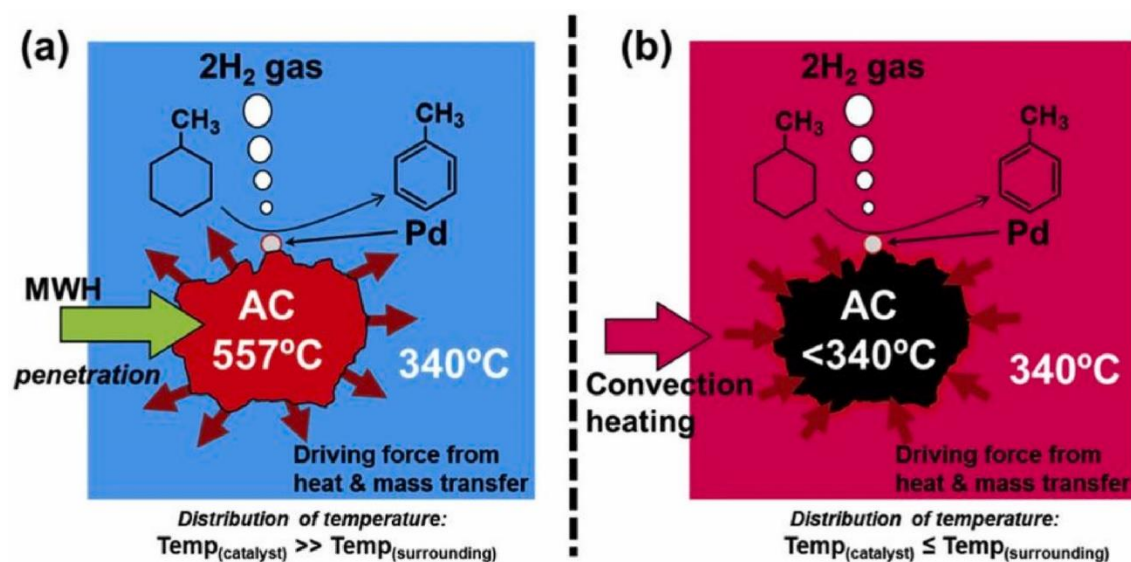 (a)
2H₂ gas
CH₃
CH₃
Pd
MWH
penetration
AC
557ºC
340ºC
Driving force from
heat & mass transfer
Distribution of temperature:
Temp(catalyst) >> Temp(surrounding)
(b)
2H₂ gas
CH₃
CH₃
Pd
Convection
heating
AC
<340ºC
340ºC
Driving force from
heat & mass transfer
Distribution of temperature:
Temp(catalyst) ≤ Temp(surrounding)